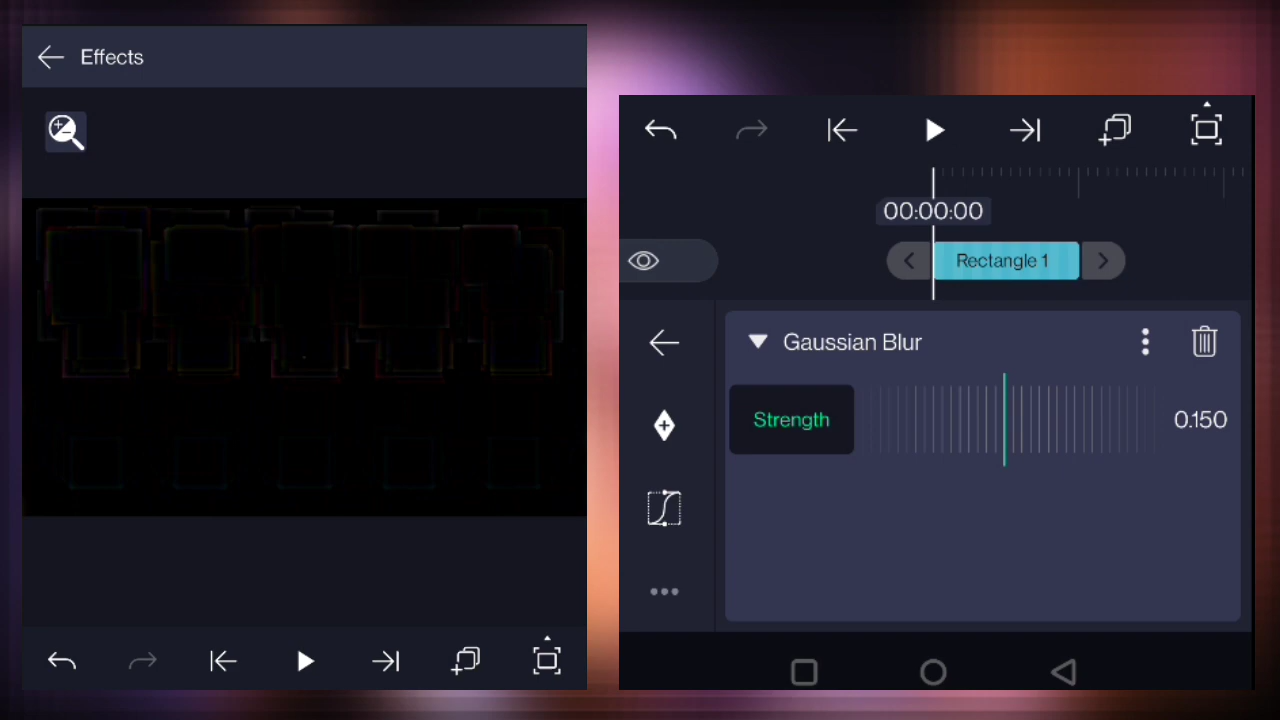 Effects
00:00:00
Rectangle 1
Gaussian Blur
Strength
0.150